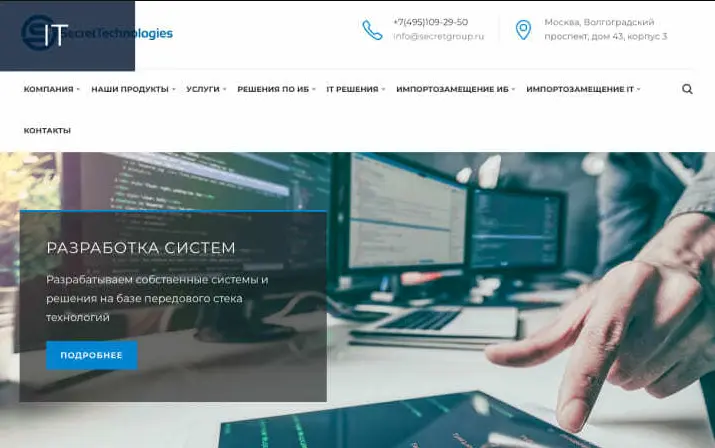 IT
SecretTechnologies
+7(495)109-29-50
info@secretgroup.ru
Москва, Волгоградский
проспект, дом 43, корпус 3
КОМПАНИЯ НАШИ ПРОДУКТЫ УСЛУГИ РЕШЕНИЯ ПО ИБ IT РЕШЕНИЯ ИМПОРТОЗАМЕЩЕНИЕ ИБ ИМПОРТОЗАМЕЩЕНИЕ IT
КОНТАКТЫ
РАЗРАБОТКА СИСТЕМ
Разрабатываем собственные системы и
решения на базе передового стека
технологий
ПОДРОБНЕЕ